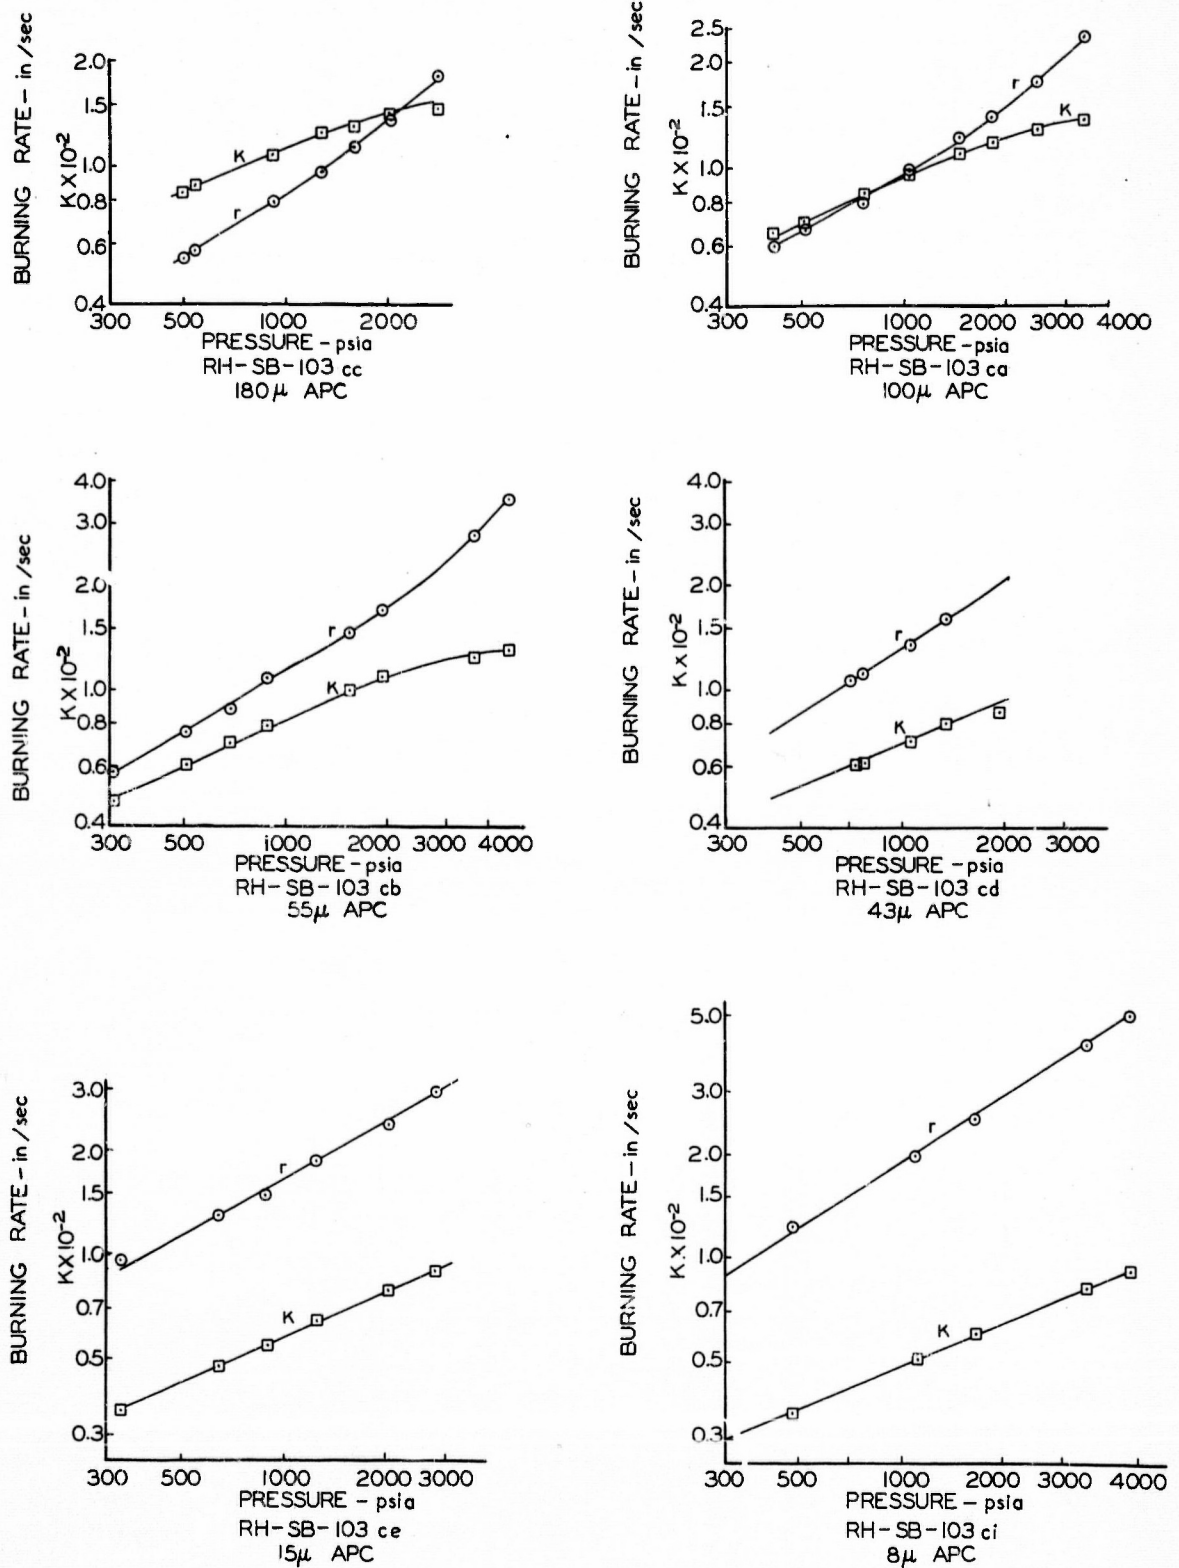 BURNING RATE - in/sec
K X 10-2
2.0
1.5
1.0
0.8
0.6
0.4
K
r
300 500 1000 2000
PRESSURE - psia
RH-SB-103 cc
180μ APC
BURNING RATE - in/sec
K X 10-2
2.5
2.0
1.5
1.0
0.8
0.6
0.4
r
K
300 500 1000 2000 3000 4000
PRESSURE - psia
RH-SB-103 ca
100μ APC
BURNING RATE - in/sec
K X 10-2
4.0
3.0
2.0
1.5
1.0
0.8
0.6
0.4
r
K
300 500 1000 2000 3000 4000
PRESSURE - psia
RH-SB-103 cb
55μ APC
BURNING RATE - in/sec
K X 10-2
4.0
3.0
2.0
1.5
1.0
0.8
0.6
0.4
r
K
300 500 1000 2000 3000
PRESSURE - psia
RH-SB-103 cd
43μ APC
BURNING RATE - in/sec
K X 10-2
3.0
2.0
1.5
1.0
0.7
0.5
0.3
r
K
300 500 1000 2000 3000
PRESSURE - psia
RH-SB-103 ce
15μ APC
BURNING RATE - in/sec
K X 10-2
5.0
3.0
2.0
1.5
1.0
0.7
0.5
0.3
r
K
300 500 1000 2000 3000 4000
PRESSURE - psia
RH-SB-103 ci
8μ APC